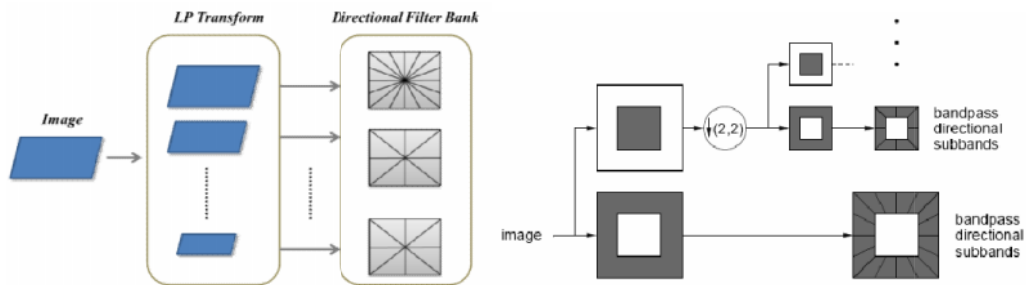 LP Transform
Directional Filter Bank
Image
(2,2)
bandpass
directional
subbands
image
bandpass
directional
subbands